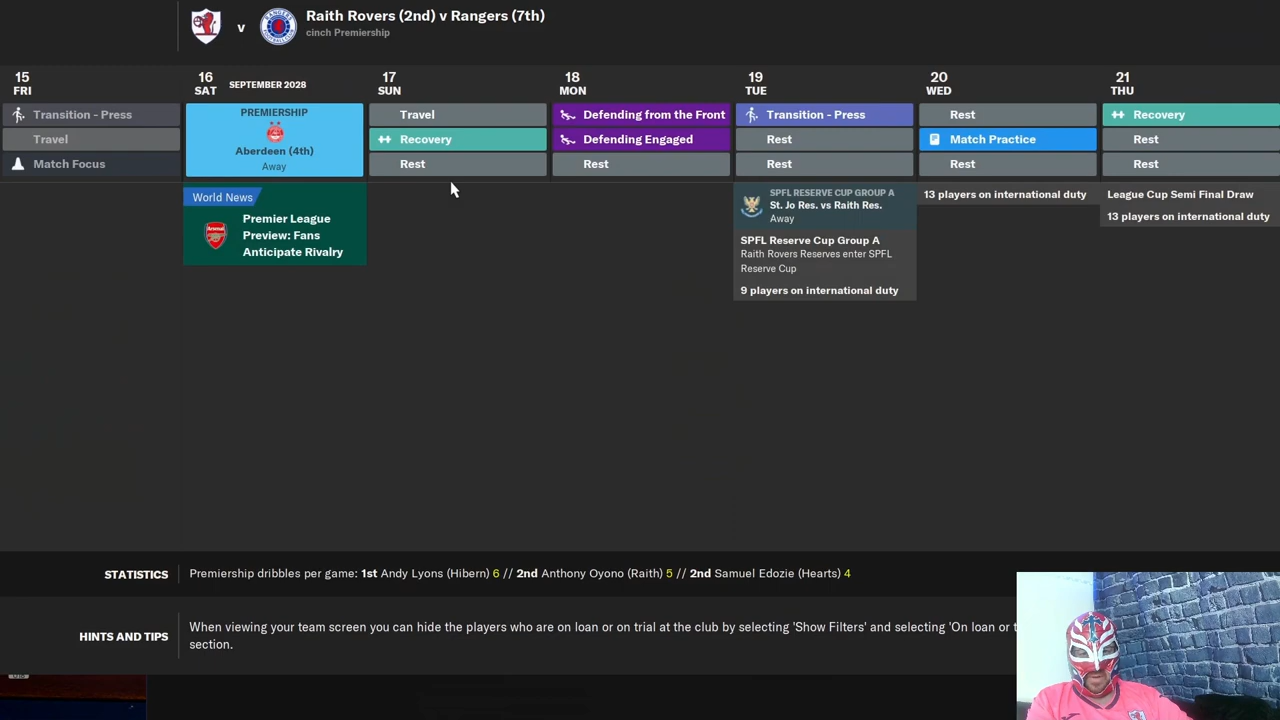 Raith Rovers (2nd) v Rangers (7th)
v
cinch Premiership
15
FRI
16
SAT
SEPTEMBER 2028
17
SUN
18
MON
19
TUE
20
WED
21
THU
Transition - Press
Travel
Match Focus
PREMIERSHIP
Aberdeen (4th)
Away
Travel
Recovery
Rest
Defending from the Front
Defending Engaged
Rest
Transition - Press
Rest
Rest
Rest
Match Practice
Rest
Recovery
Rest
Rest
World News
Premier League
Preview: Fans
Anticipate Rivalry
SPFL RESERVE CUP GROUP A
St. Jo Res. vs Raith Res.
Away
SPFL Reserve Cup Group A
Raith Rovers Reserves enter SPFL
Reserve Cup
9 players on international duty
13 players on international duty
League Cup Semi Final Draw
13 players on international duty
STATISTICS
Premiership dribbles per game: 1st Andy Lyons (Hibern) 6 // 2nd Anthony Oyono (Raith) 5 // 2nd Samuel Edozie (Hearts) 4
HINTS AND TIPS
When viewing your team screen you can hide the players who are on loan or on trial at the club by selecting 'Show Filters' and selecting 'On loan or
section.